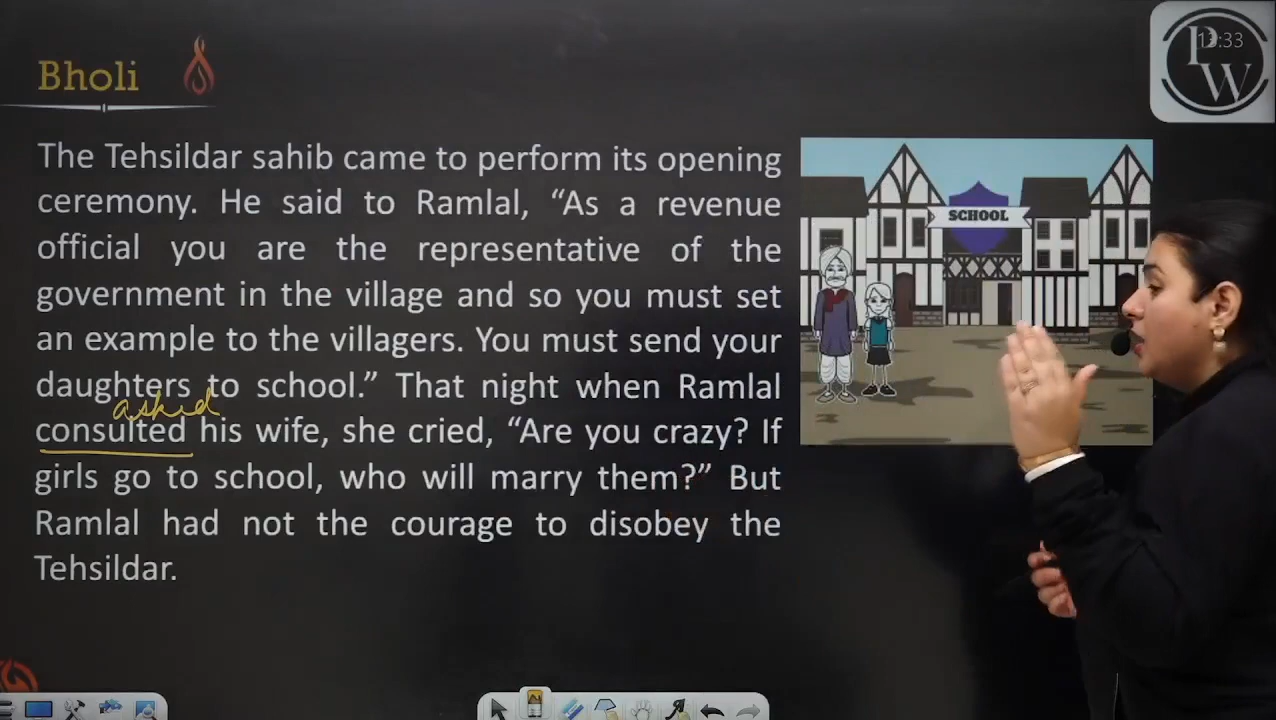 13:33
PW
Bholi
The Tehsildar sahib came to perform its opening
ceremony. He said to Ramlal, “As a revenue
official you are the representative of the
government in the village and so you must set
an example to the villagers. You must send your
daughters to school.” That night when Ramlal
asked
consulted his wife, she cried, “Are you crazy? If
girls go to school, who will marry them?” But
Ramlal had not the courage to disobey the
Tehsildar.
SCHOOL